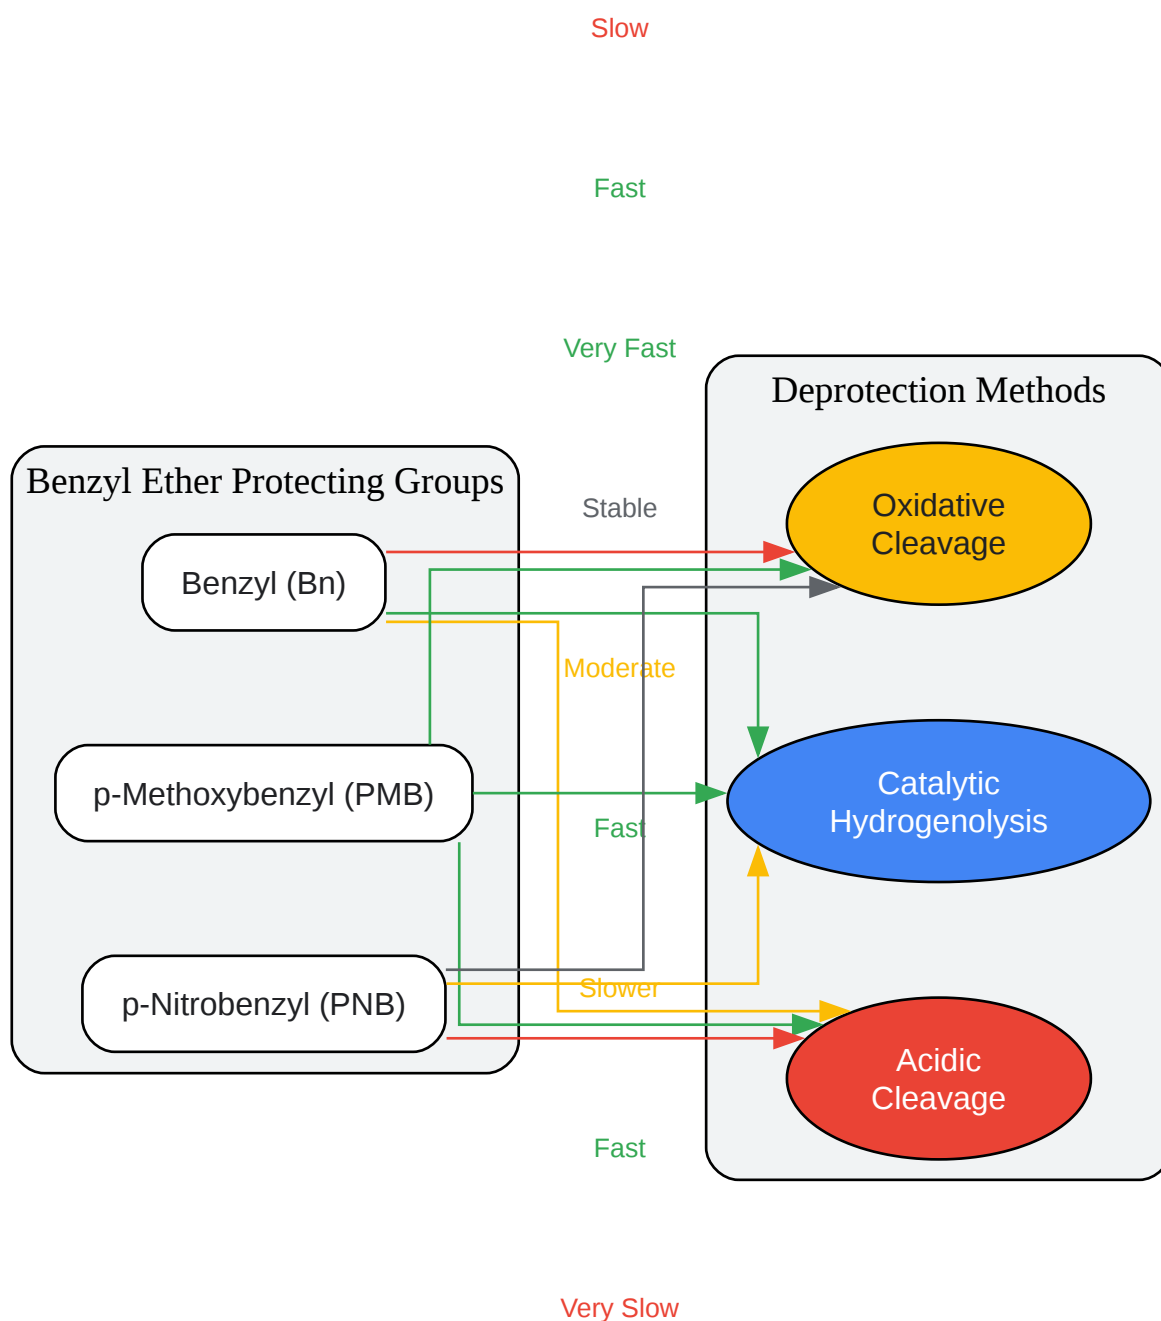 Slow
Fast
Very Fast
Deprotection Methods
Benzyl Ether Protecting Groups
Stable
Oxidative
Cleavage
Benzyl (Bn)
Moderate
p-Methoxybenzyl (PMB)
Catalytic
Hydrogenolysis
Fast
p-Nitrobenzyl (PNB)
Slower
Acidic
Cleavage
Fast
Very Slow